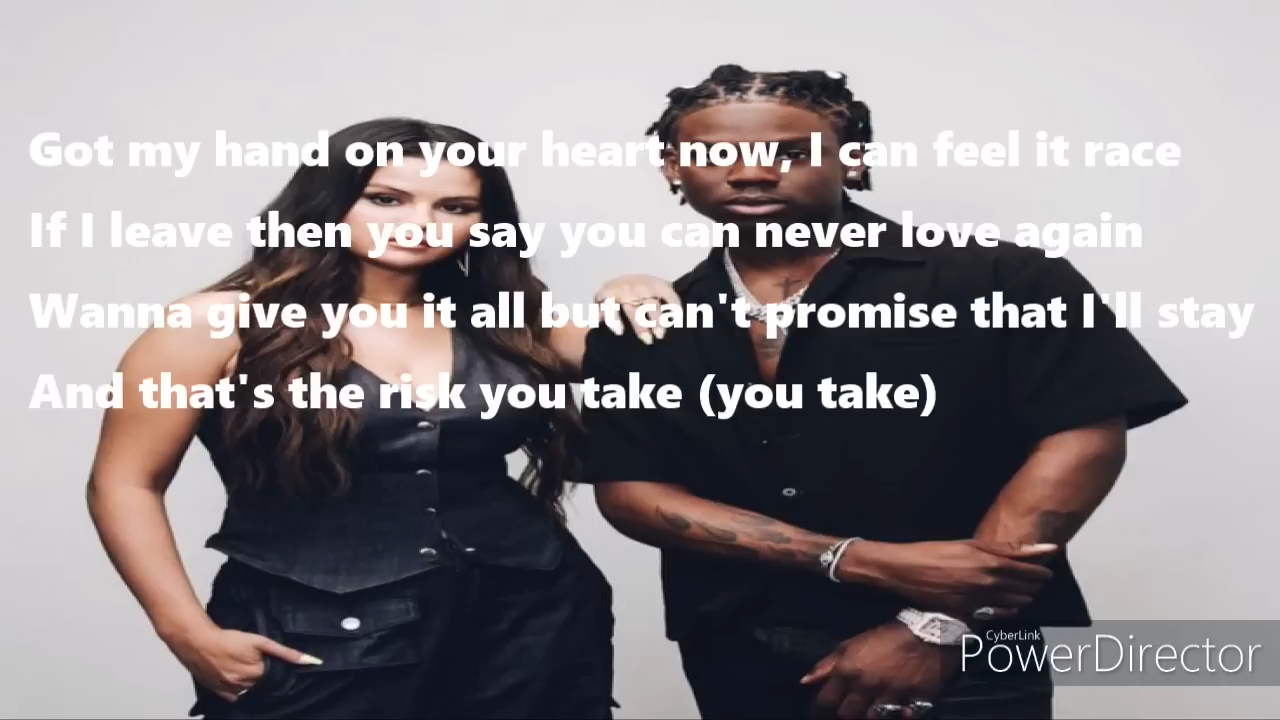 Got my hand on your heart now, I can feel it race
If I leave then you say you can never love again
Wanna give you it all but can't promise that I'll stay
And that's the risk you take (you take)
CyberLink
PowerDirector